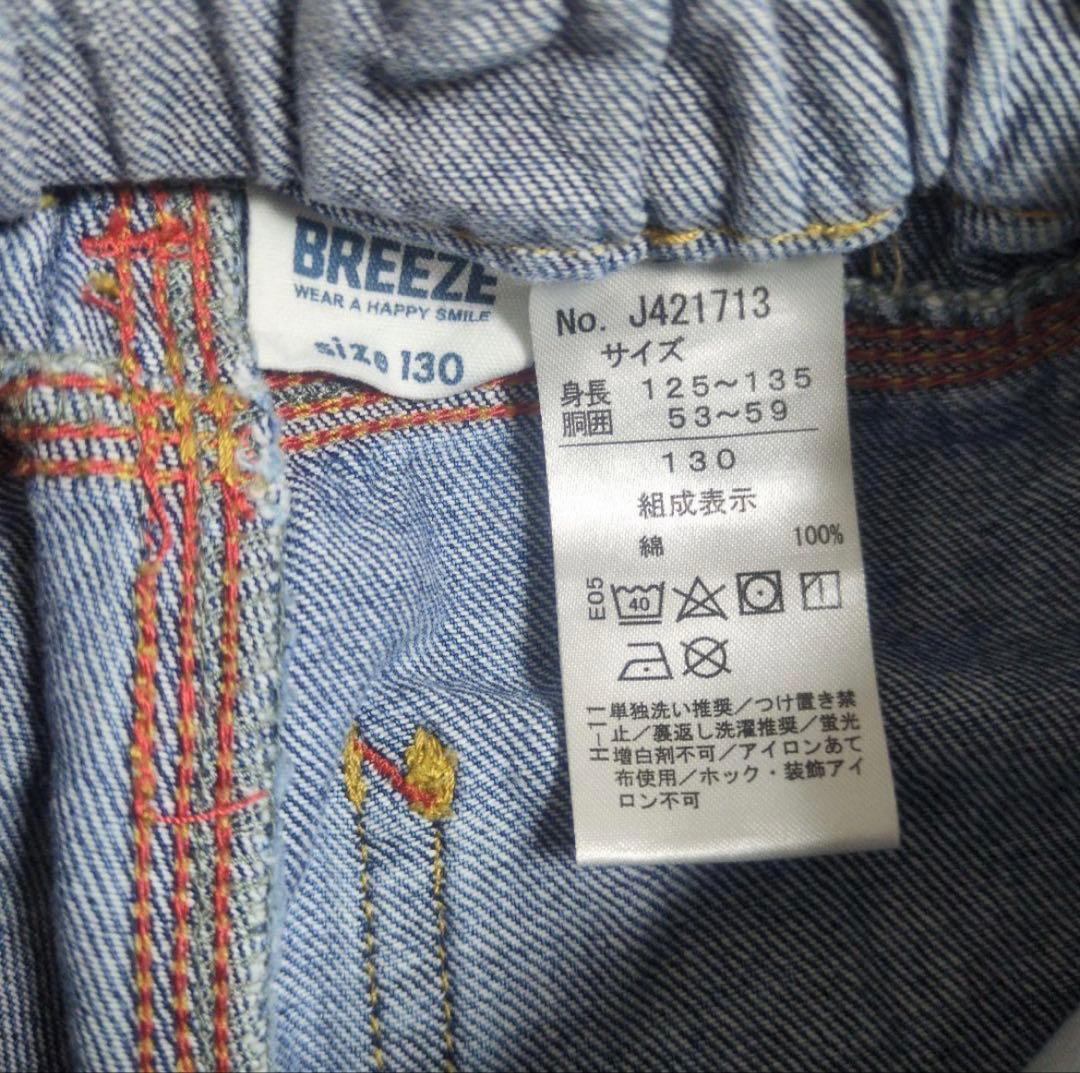 BREEZE
WEAR A HAPPY SMILE
size 130
No. J421713
サイズ
身長 125～135
胴囲 53～59
130
組成表示
綿 100%
E05
40
H-11
単独洗い推奨／つけ置き禁
止／裏返し洗濯推奨／蛍光
増白剤不可／アイロンあて
布使用／ホック・装飾アイ
ロン不可